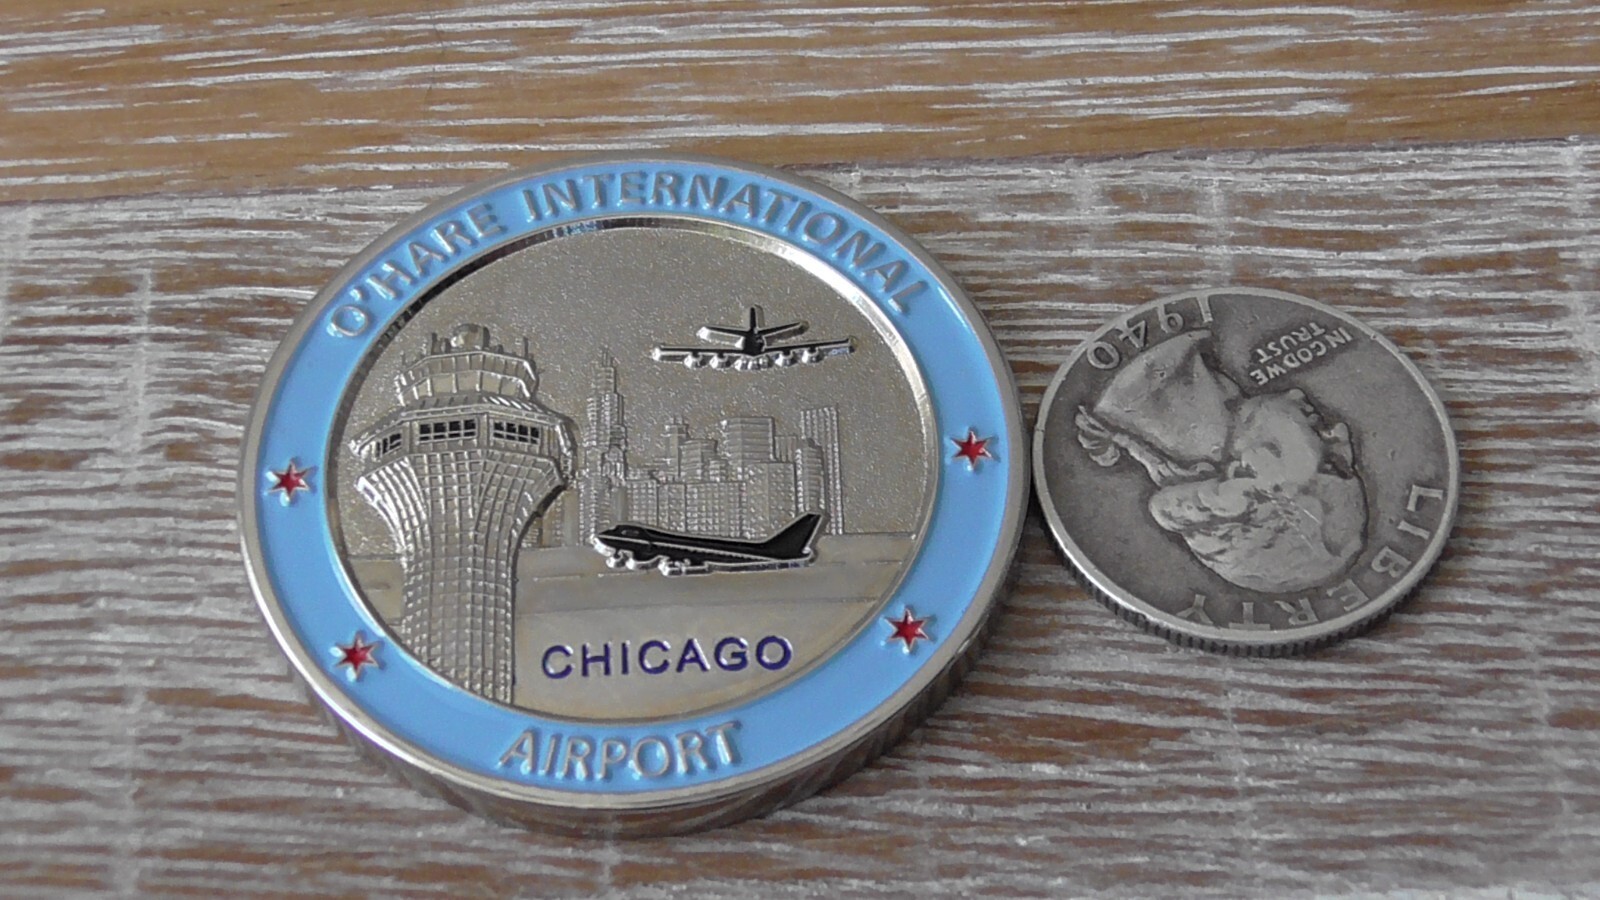 O'HARE INTERNATIONAL
CHICAGO
AIRPORT
LIBERTY
IN GOD WE
TRUST
1940